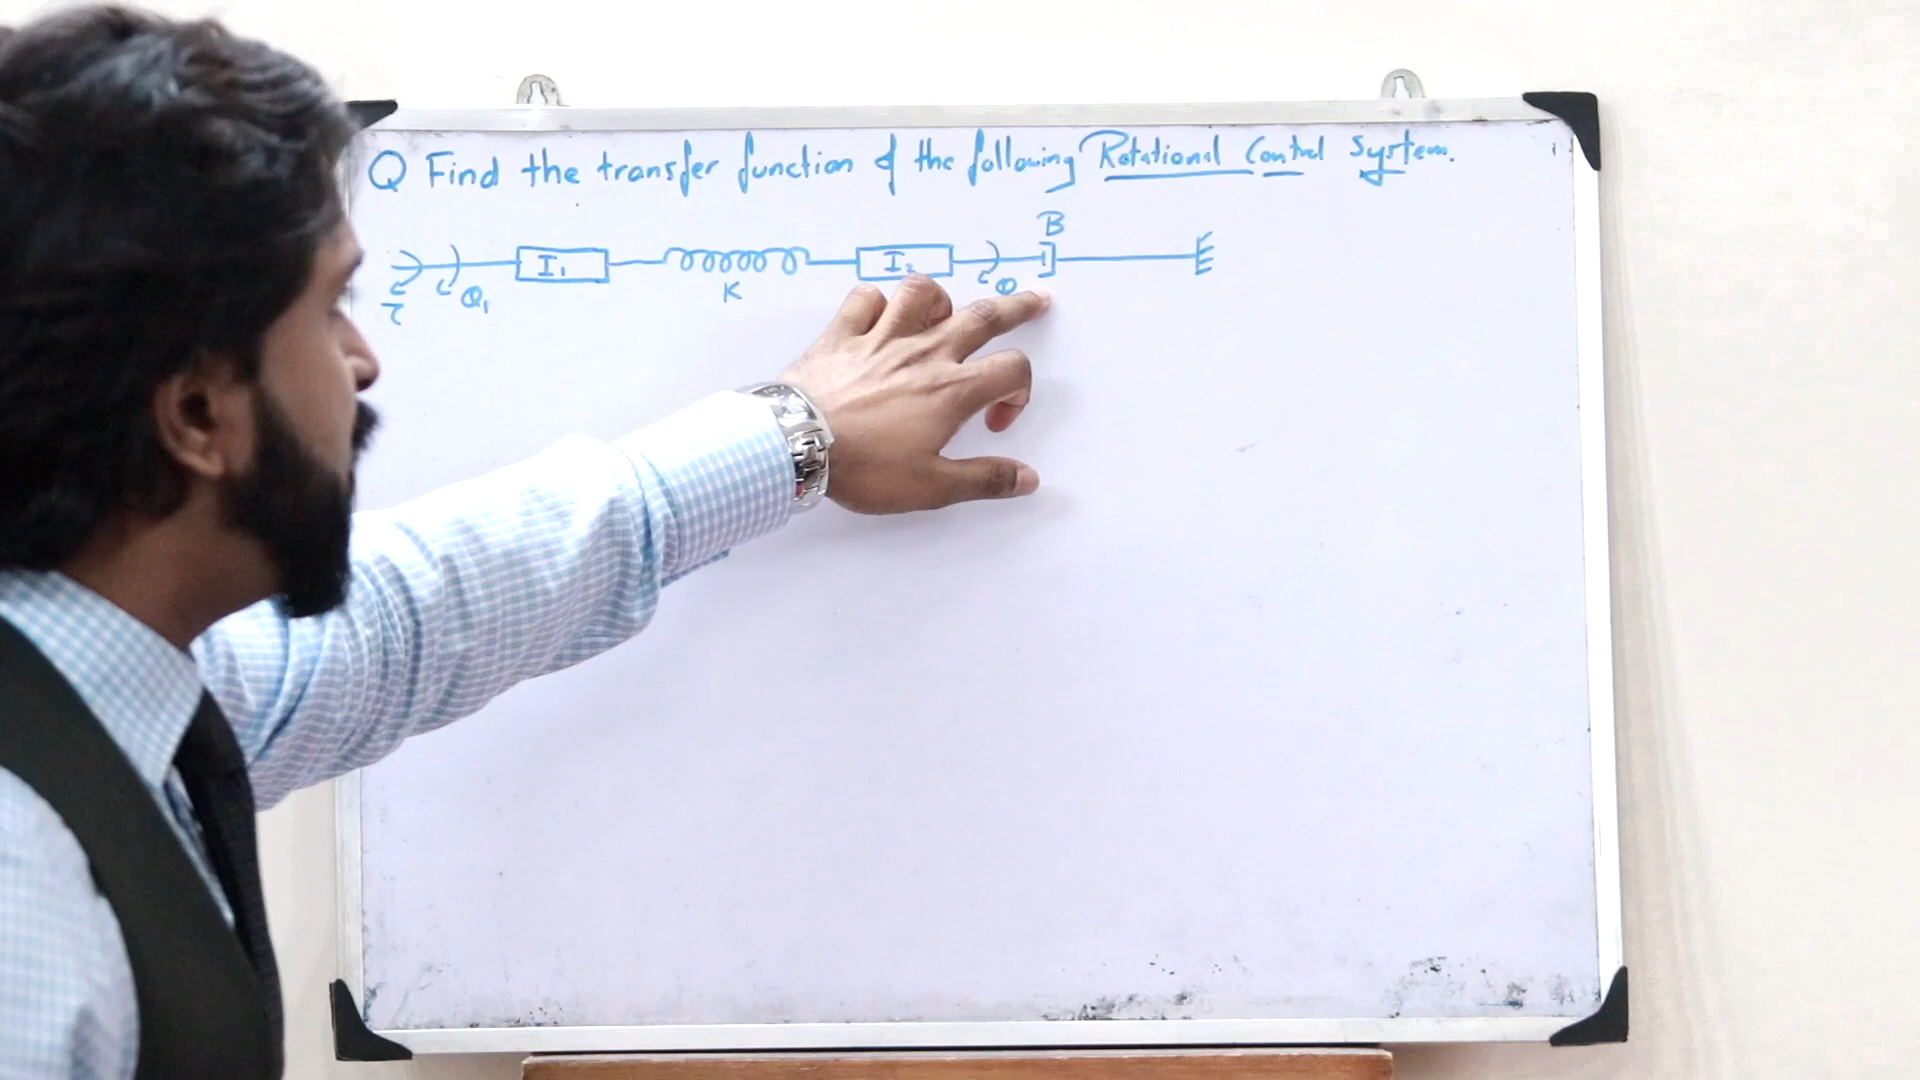 Q Find the transfer function of the following Rotational Control System.
B
I₁ I₂
τ θ₁ K θ